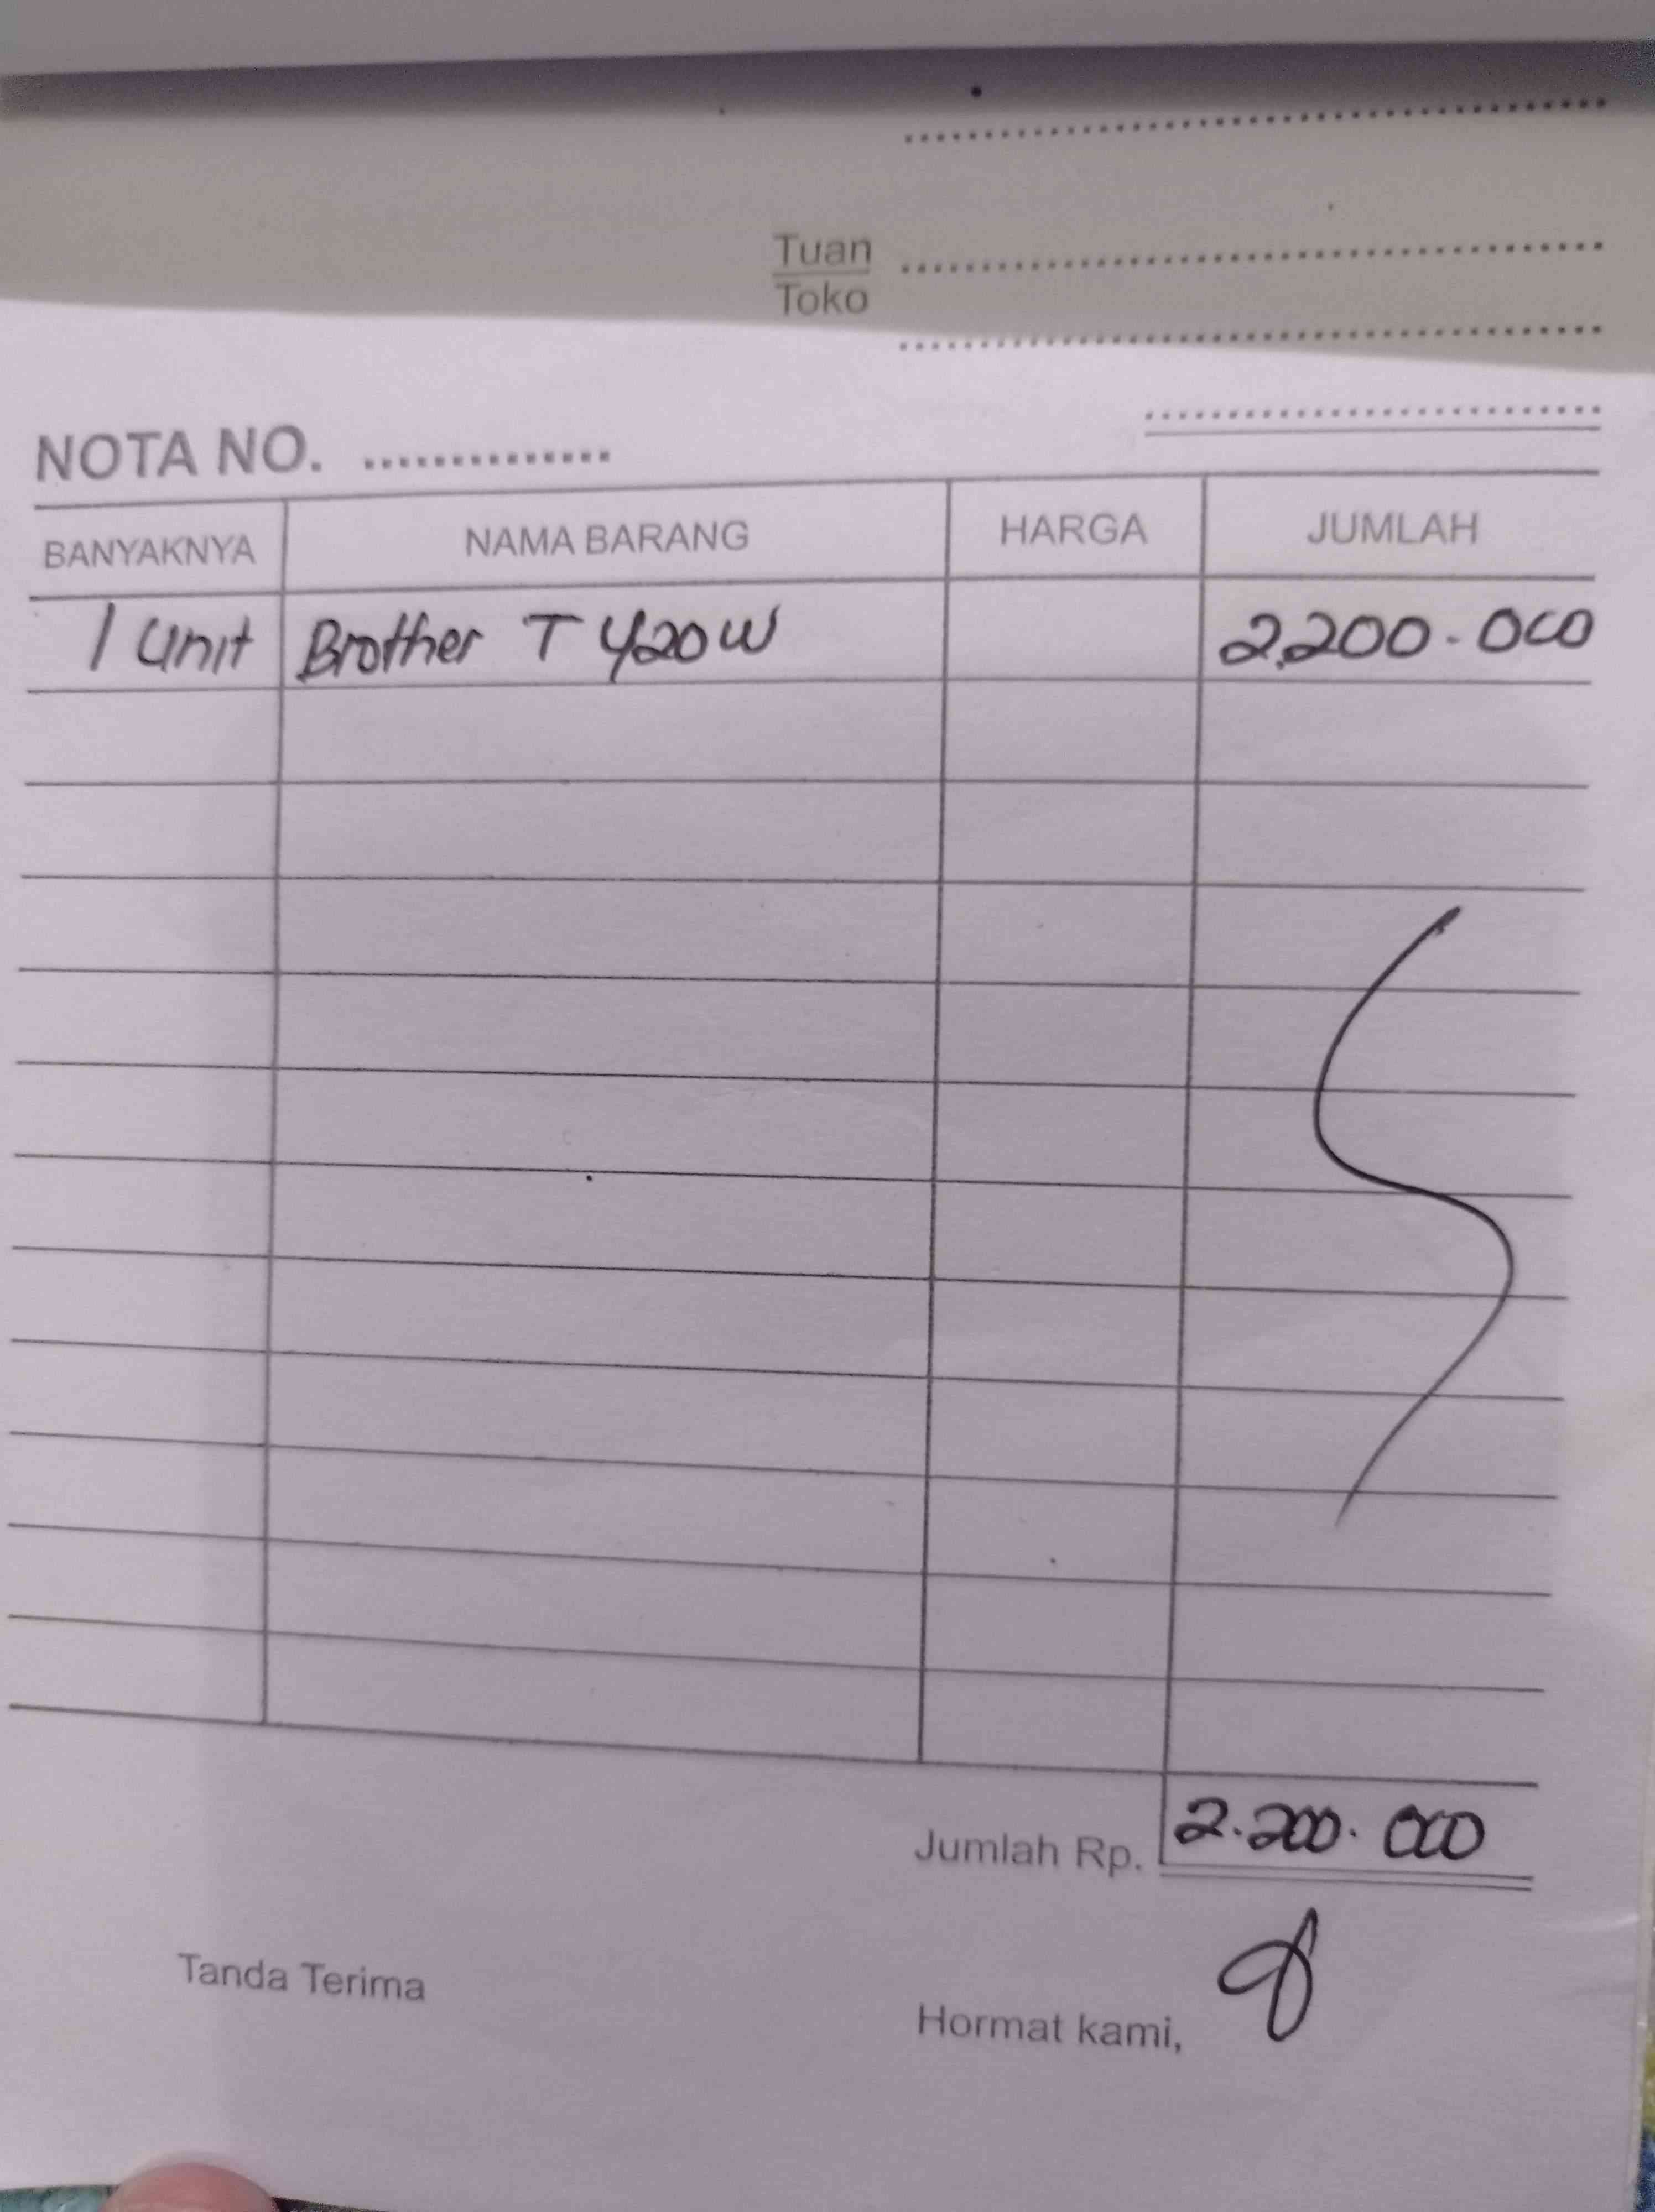 Tuan
Toko
NOTA NO. ..............
BANYAKNYA NAMA BARANG HARGA JUMLAH
1 Unit Brother T 420W 2.200.000
Jumlah Rp. 2.200.000
Tanda Terima
Hormat kami,